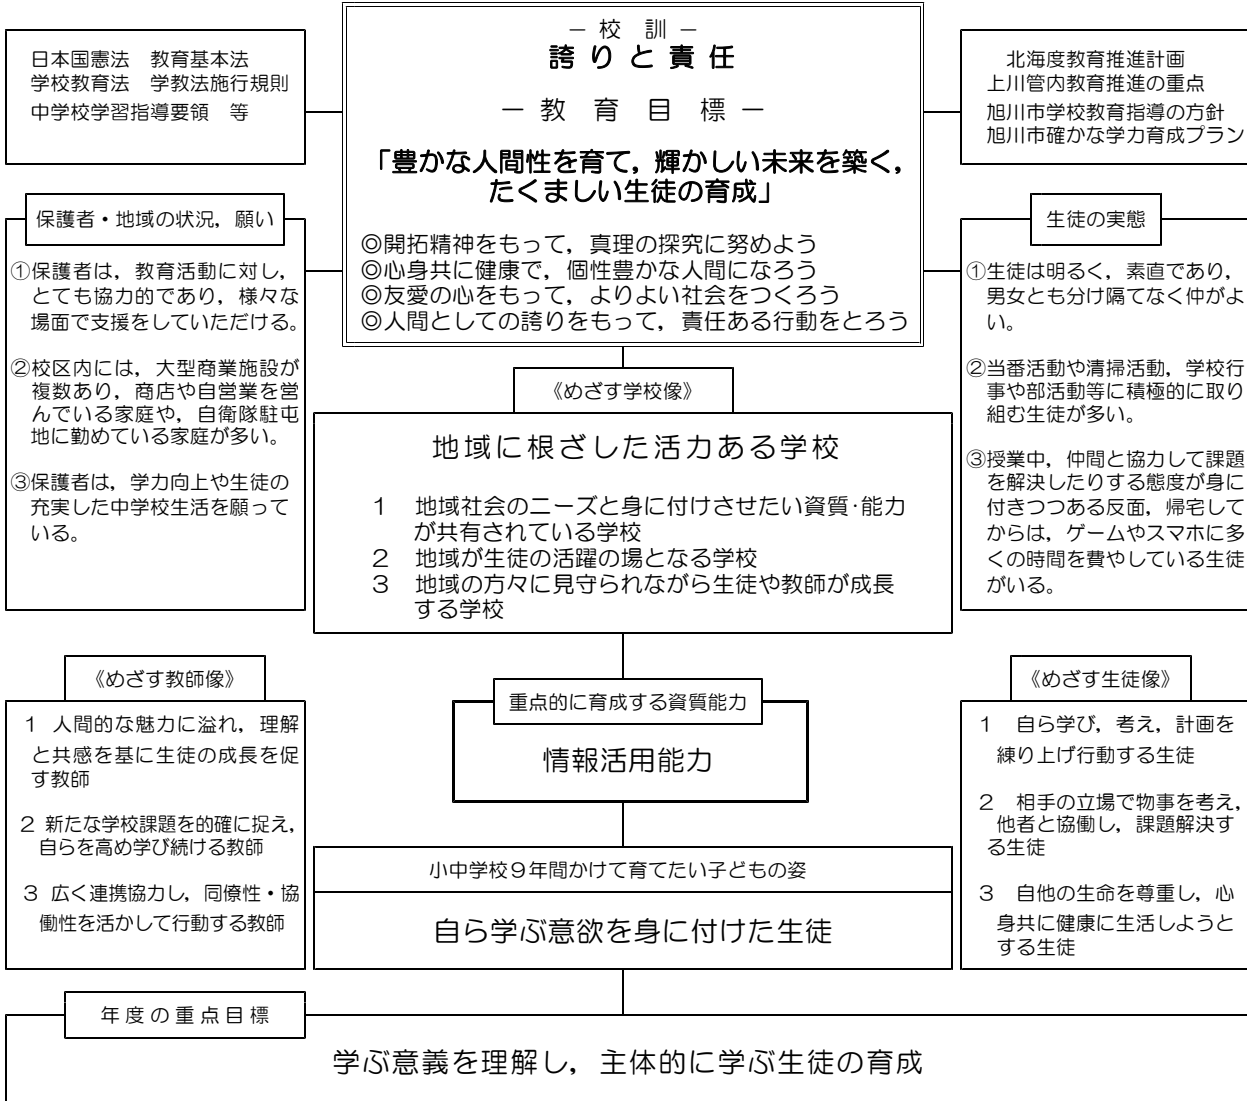 日本国憲法　教育基本法
学校教育法　学教法施行規則
中学校学習指導要領　等
－ 校　訓 －
誇 り と 責 任
－ 教　育　目　標 －
「豊かな人間性を育て，輝かしい未来を築く，
たくましい生徒の育成」
◎開拓精神をもって，真理の探究に努めよう
◎心身共に健康で，個性豊かな人間になろう
◎友愛の心をもって，よりよい社会をつくろう
◎人間としての誇りをもって，責任ある行動をとろう
北海度教育推進計画
上川管内教育推進の重点
旭川市学校教育指導の方針
旭川市確かな学力育成プラン
保護者・地域の状況，願い
①保護者は，教育活動に対し，
とても協力的であり，様々な
場面で支援をしていただける。
②校区内には，大型商業施設が
複数あり，商店や自営業を営
んでいる家庭や，自衛隊駐屯
地に勤めている家庭が多い。
③保護者は，学力向上や生徒の
充実した中学校生活を願って
いる。
生徒の実態
①生徒は明るく，素直であり，
男女とも分け隔てなく仲がよ
い。
②当番活動や清掃活動，学校行
事や部活動等に積極的に取り
組む生徒が多い。
③授業中，仲間と協力して課題
を解決したりする態度が身に
付きつつある反面，帰宅して
からは，ゲームやスマホに多
くの時間を費やしている生徒
がいる。
《めざす学校像》
地域に根ざした活力ある学校
１　地域社会のニーズと身に付けさせたい資質･能力
が共有されている学校
２　地域が生徒の活躍の場となる学校
３　地域の方々に見守られながら生徒や教師が成長
する学校
《めざす教師像》
１ 人間的な魅力に溢れ，理解
と共感を基に生徒の成長を促
す教師
２ 新たな学校課題を的確に捉え，
自らを高め学び続ける教師
３ 広く連携協力し，同僚性・協
働性を活かして行動する教師
重点的に育成する資質能力
情報活用能力
小中学校９年間かけて育てたい子どもの姿
自ら学ぶ意欲を身に付けた生徒
《めざす生徒像》
１　自ら学び，考え，計画を
練り上げ行動する生徒
２　相手の立場で物事を考え，
他者と協働し，課題解決す
る生徒
３　自他の生命を尊重し，心
身共に健康に生活しようと
する生徒
年 度 の 重 点 目 標
学ぶ意義を理解し，主体的に学ぶ生徒の育成